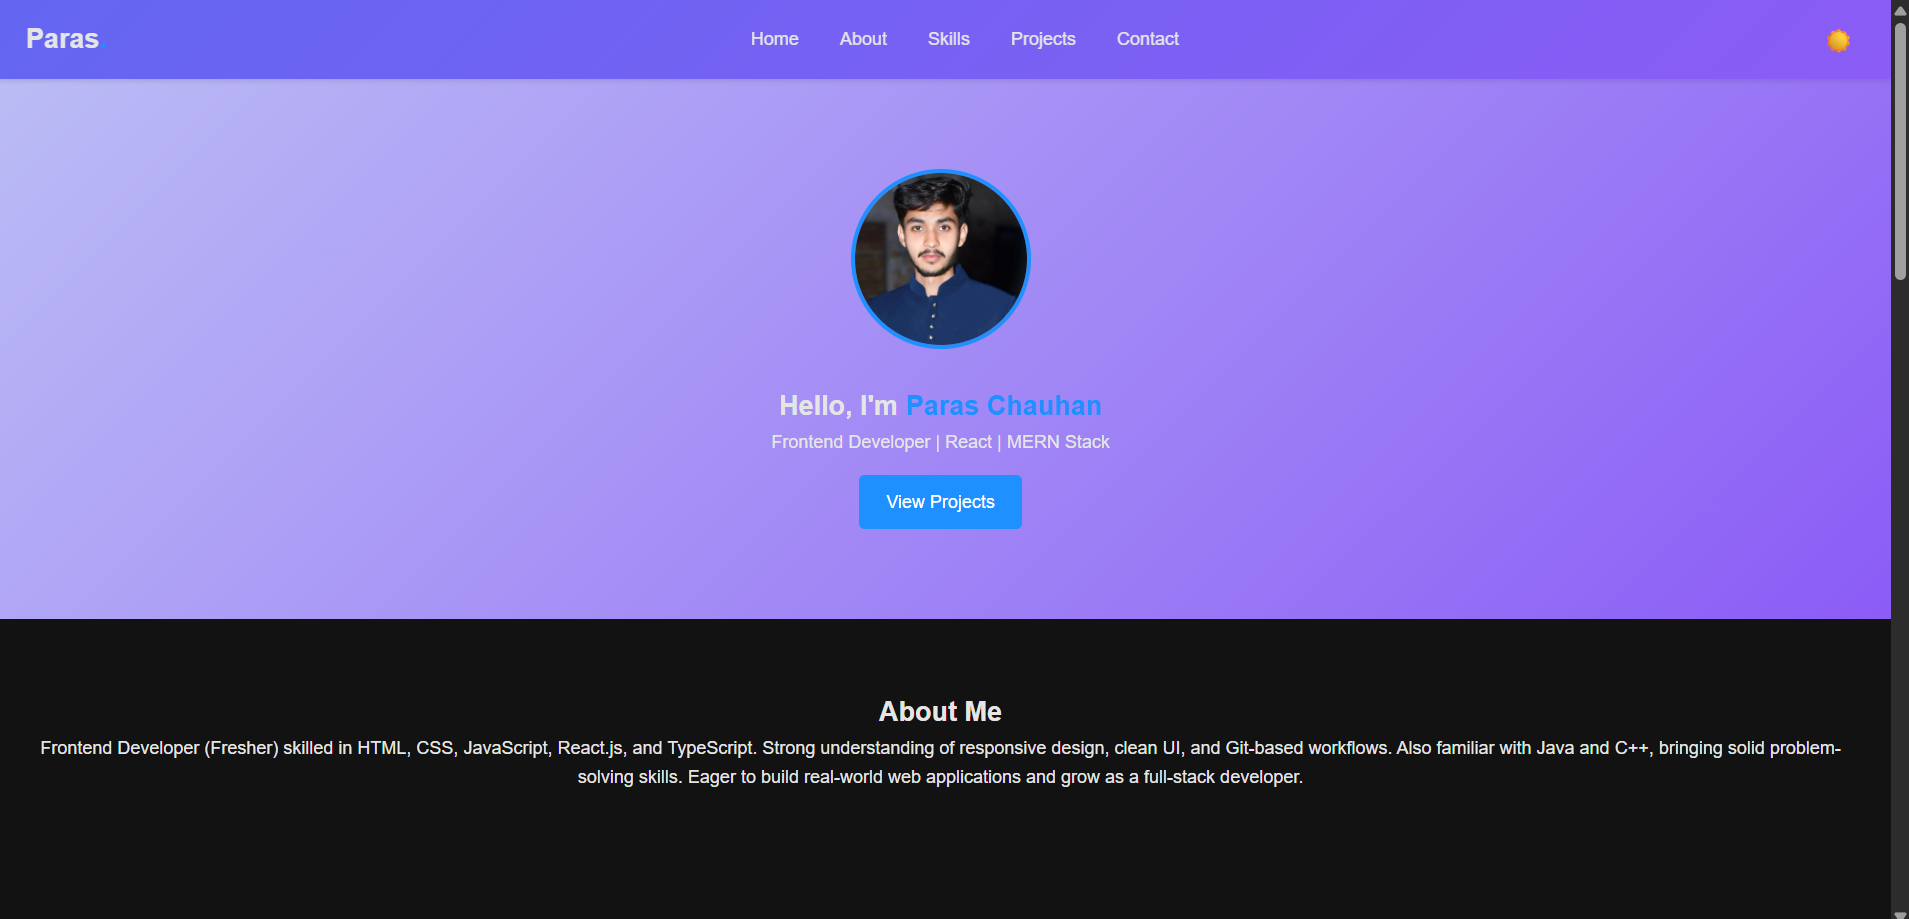 Paras.
Home About Skills Projects Contact
Hello, I'm Paras Chauhan
Frontend Developer | React | MERN Stack
View Projects
About Me
Frontend Developer (Fresher) skilled in HTML, CSS, JavaScript, React.js, and TypeScript. Strong understanding of responsive design, clean UI, and Git-based workflows. Also familiar with Java and C++, bringing solid problem-
solving skills. Eager to build real-world web applications and grow as a full-stack developer.